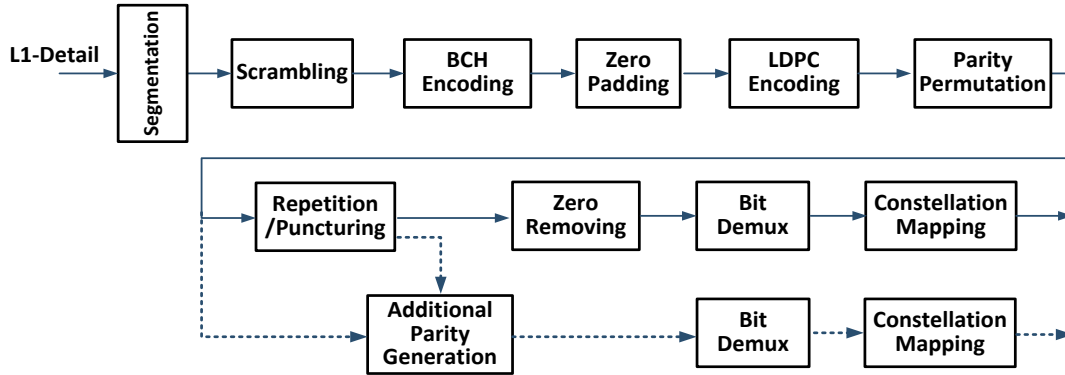 L1-Detail
Segmentation
Scrambling
BCH
Encoding
Zero
Padding
LDPC
Encoding
Parity
Permutation
Repetition
/Puncturing
Zero
Removing
Bit
Demux
Constellation
Mapping
Additional
Parity
Generation
Bit
Demux
Constellation
Mapping